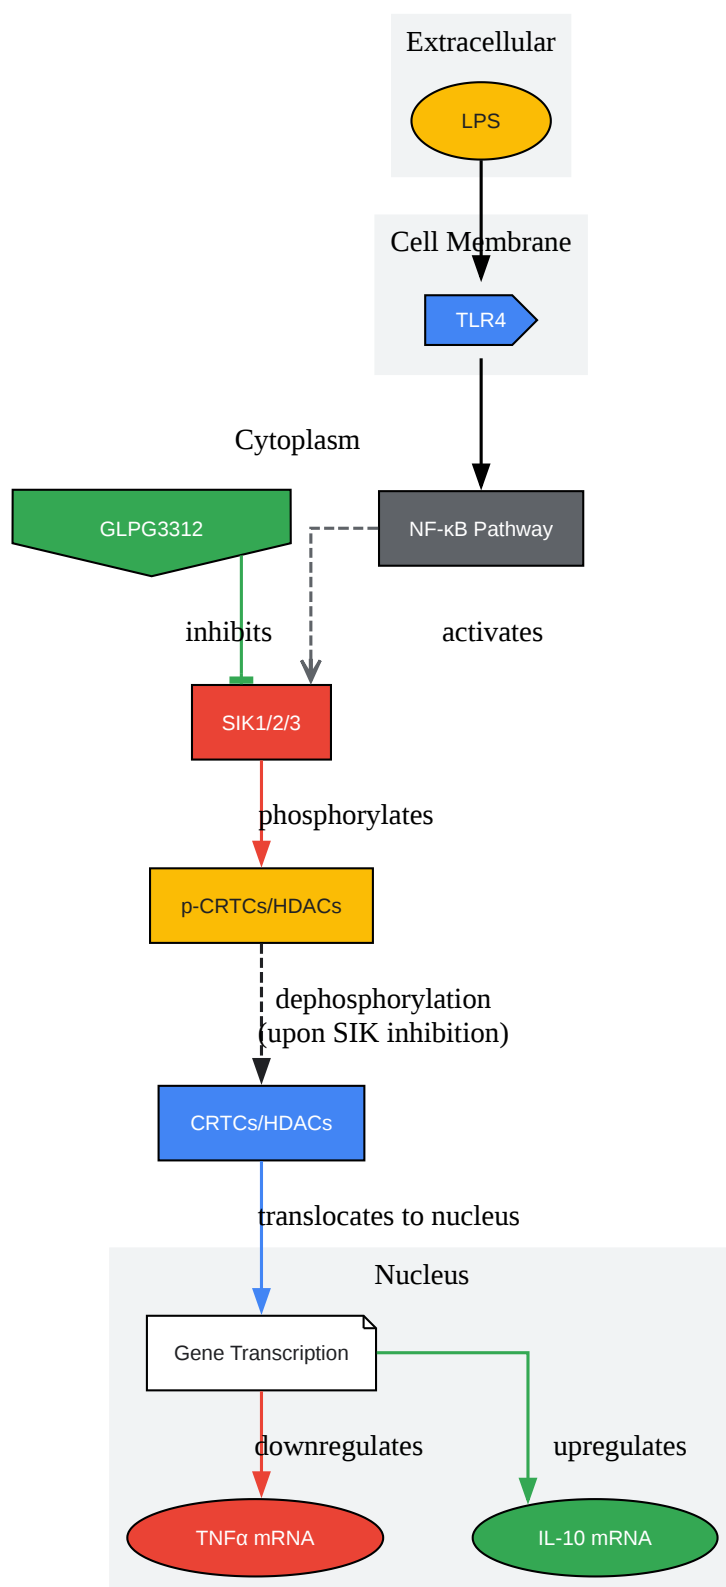 Extracellular
LPS
Cell Membrane
TLR4
Cytoplasm
GLPG3312
NF-κB Pathway
inhibits
activates
SIK1/2/3
phosphorylates
p-CRTCs/HDACs
dephosphorylation
(upon SIK inhibition)
CRTCs/HDACs
translocates to nucleus
Nucleus
Gene Transcription
downregulates
upregulates
TNFα mRNA
IL-10 mRNA